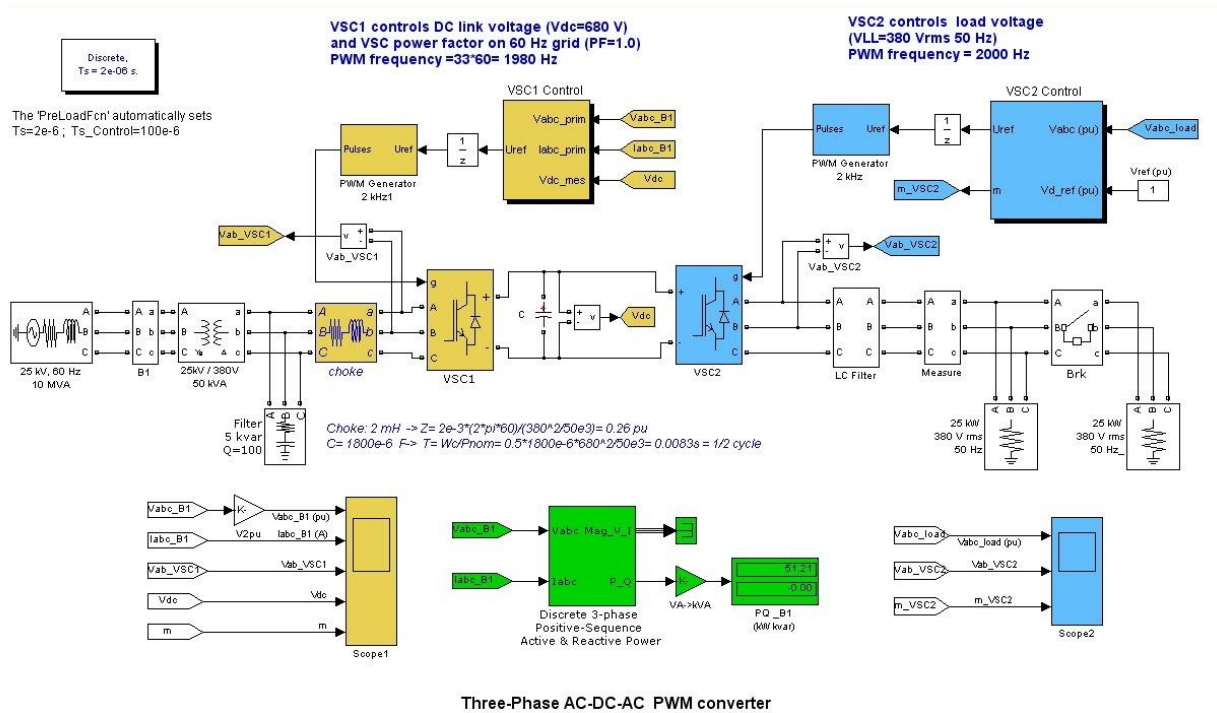 VSC1 controls DC link voltage (Vdc=680 V)
and VSC power factor on 60 Hz grid (PF=1.0)
PWM frequency =33*60= 1980 Hz
VSC2 controls load voltage
(VLL=380 Vrms 50 Hz)
PWM frequency = 2000 Hz
Discrete,
Ts = 2e-06 s.
The 'PreLoadFcn' automatically sets
Ts=2e-6 ; Ts_Control=100e-6
VSC1 Control
Vabc_prim
Iabc_prim
Vdc_mes
Uref
Vabc_B1
Iabc_B1
Vdc
1
z
Pulses Uref
PWM Generator
2 kHz1
VSC2 Control
Uref
m
Vabc (pu)
Vd_ref (pu)
Vabc_load
Vref (pu)
1
1
z
Pulses Uref
PWM Generator
2 kHz
m_VSC2
Vab_VSC1
v
+
-
Vab_VSC1
+
-
v
Vab_VSC2
Vab_VSC2
A
B
C
25 kV, 60 Hz
10 MVA
A a
B b
C c
B1
A a
B b
C c
25kV / 380V
50 kVA
A a
B b
C c
choke
g
A
B
C
+
-
VSC1
C
+
-
v
Vdc
g
+
-
A
B
C
VSC2
A A
B B
C C
LC Filter
A a
B b
C c
Measure
A a
B b
C c
Brk
A B C
Filter
5 kvar
Q=100
Choke: 2 mH -> Z= 2e-3*(2*pi*60)/(380^2/50e3)= 0.26 pu
C= 1800e-6 F-> T= Wc/Pnom= 0.5*1800e-6*680^2/50e3= 0.0083s = 1/2 cycle
A B C
25 kW
380 V rms
50 Hz
A B C
25 kW
380 V rms
50 Hz_
Vabc_B1
K-
V2pu
Vabc_B1 (pu)
Iabc_B1
Iabc_B1 (A)
Vab_VSC1
Vab_VSC1
Vdc
Vdc
m
m
Scope1
Vabc_B1
Iabc_B1
Vabc Mag_V_I
Iabc P_Q
Discrete 3-phase
Positive-Sequence
Active & Reactive Power
K-
VA->kVA
51.21
-0.00
PQ_B1
(kW kvar)
Vabc_load
Vabc_load (pu)
Vab_VSC2
Vab_VSC2
m_VSC2
m_VSC2
Scope2
Three-Phase AC-DC-AC PWM converter